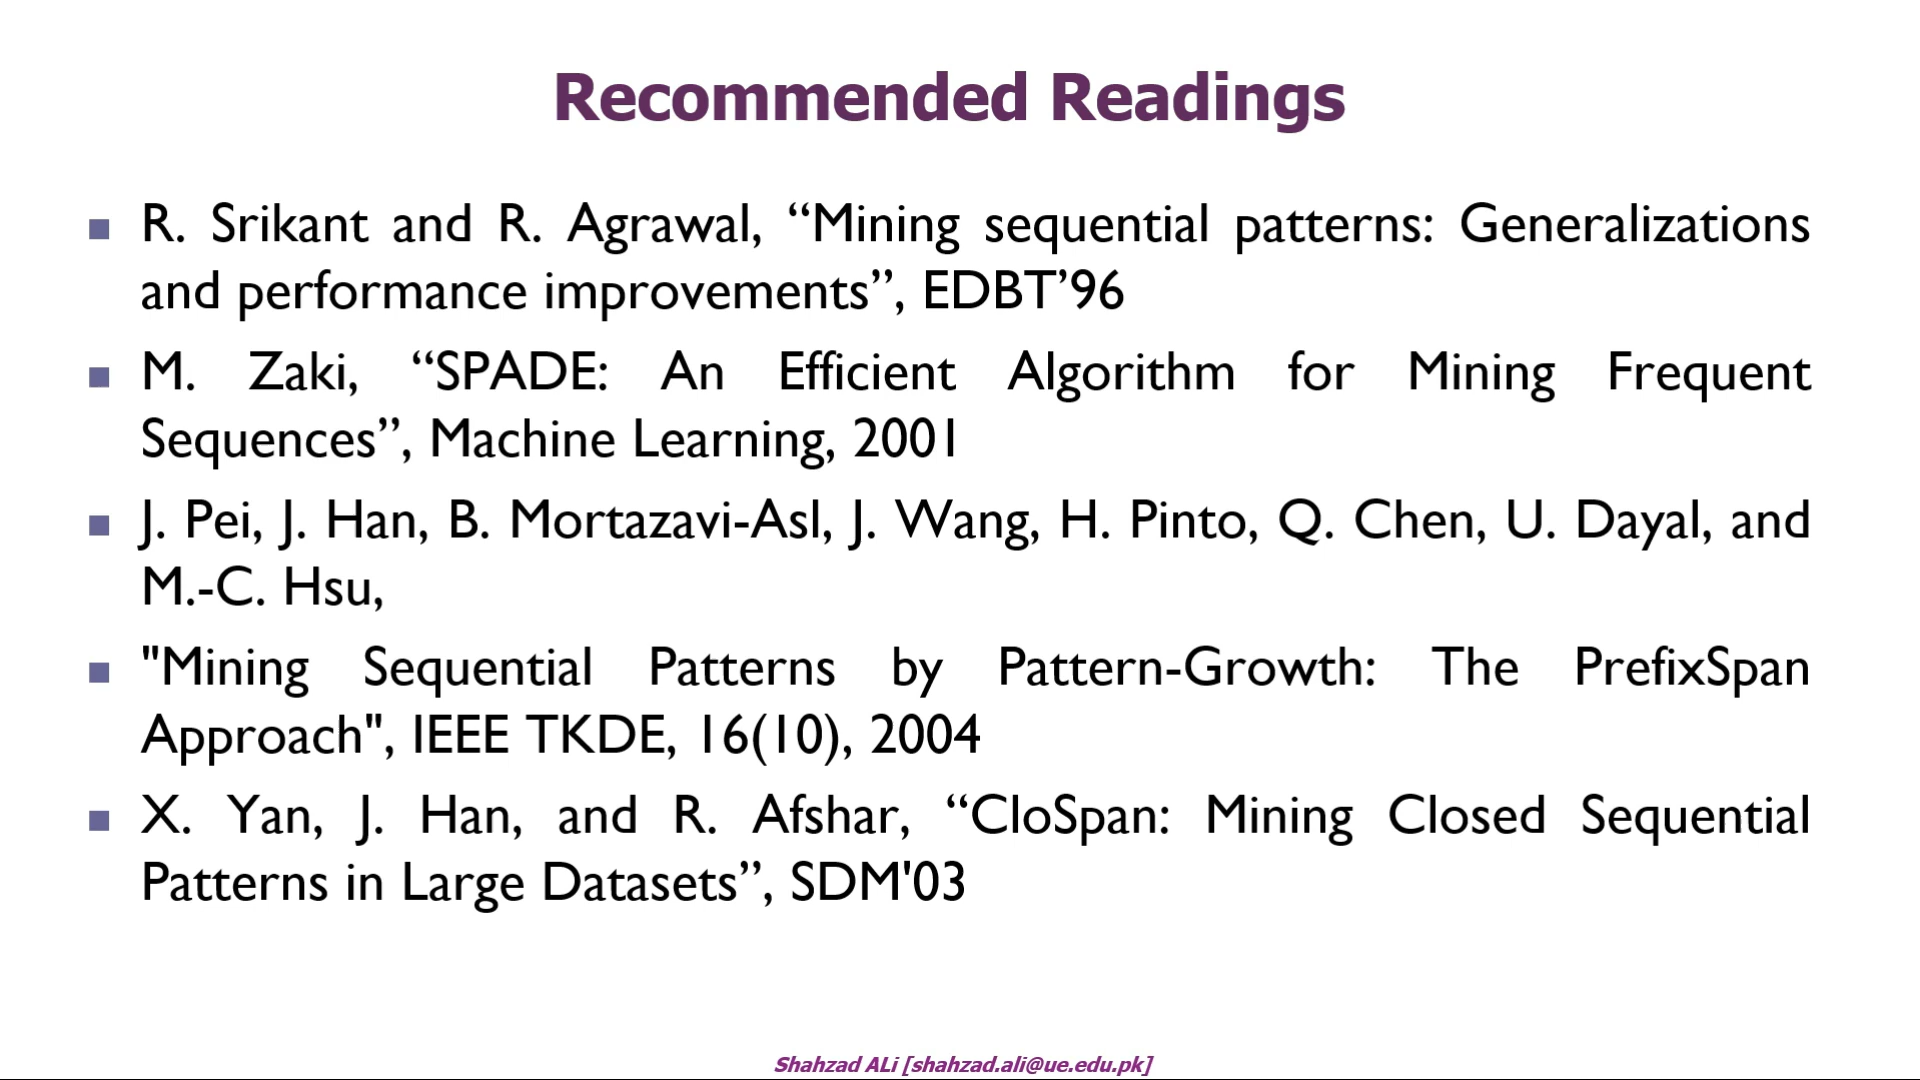 Recommended Readings
R. Srikant and R. Agrawal, “Mining sequential patterns: Generalizations
and performance improvements”, EDBT’96
M. Zaki, “SPADE: An Efficient Algorithm for Mining Frequent
Sequences”, Machine Learning, 2001
J. Pei, J. Han, B. Mortazavi-Asl, J. Wang, H. Pinto, Q. Chen, U. Dayal, and
M.-C. Hsu,
"Mining Sequential Patterns by Pattern-Growth: The PrefixSpan
Approach", IEEE TKDE, 16(10), 2004
X. Yan, J. Han, and R. Afshar, “CloSpan: Mining Closed Sequential
Patterns in Large Datasets”, SDM'03
Shahzad ALi [shahzad.ali@ue.edu.pk]